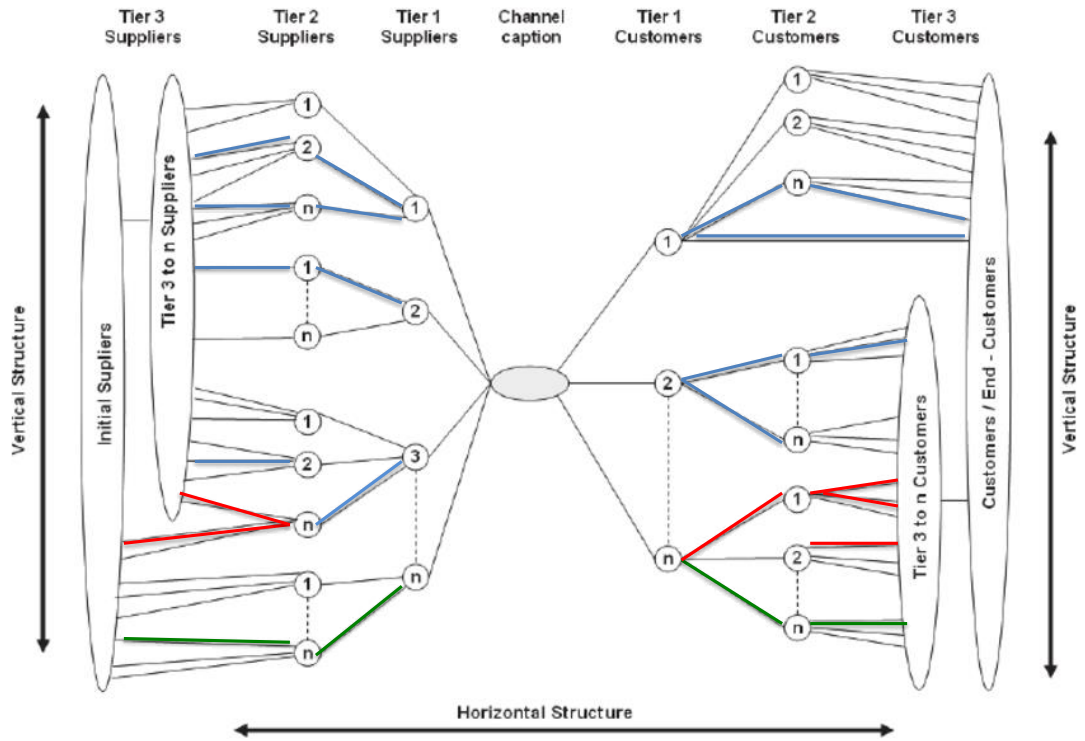 Tier 3 Suppliers
Tier 2 Suppliers
Tier 1 Suppliers
Channel caption
Tier 1 Customers
Tier 2 Customers
Tier 3 Customers
Vertical Structure
Initial Supliers
Tier 3 to n Suppliers
1
2
n
1
n
1
2
n
1
n
1
2
3
n
1
2
n
1
2
n
1
n
1
2
n
Tier 3 to n Customers
Customers / End - Customers
Vertical Structure
Horizontal Structure